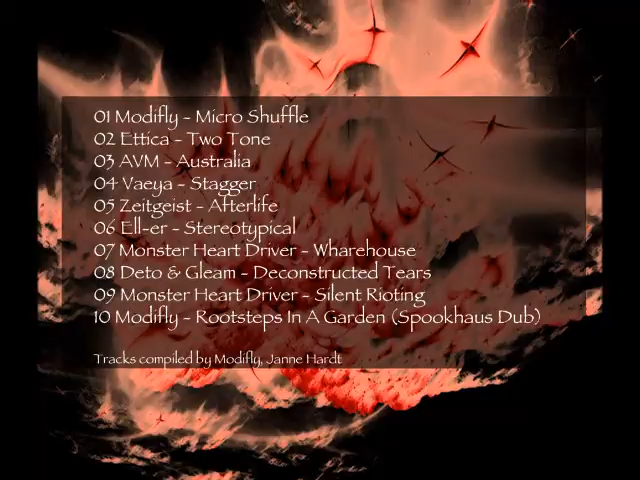 01 Modifly - Micro Shuffle
02 Ettica - Two Tone
03 AVM - Australia
04 Vaeya - Stagger
05 Zeitgeist - Afterlife
06 Ell-er - Stereotypical
07 Monster Heart Driver - Wharehouse
08 Deto & Gleam - Deconstructed Tears
09 Monster Heart Driver - Silent Rioting
10 Modifly - Rootsteps In A Garden (Spookhaus Dub)
Tracks compiled by Modifly, Janne Hardt